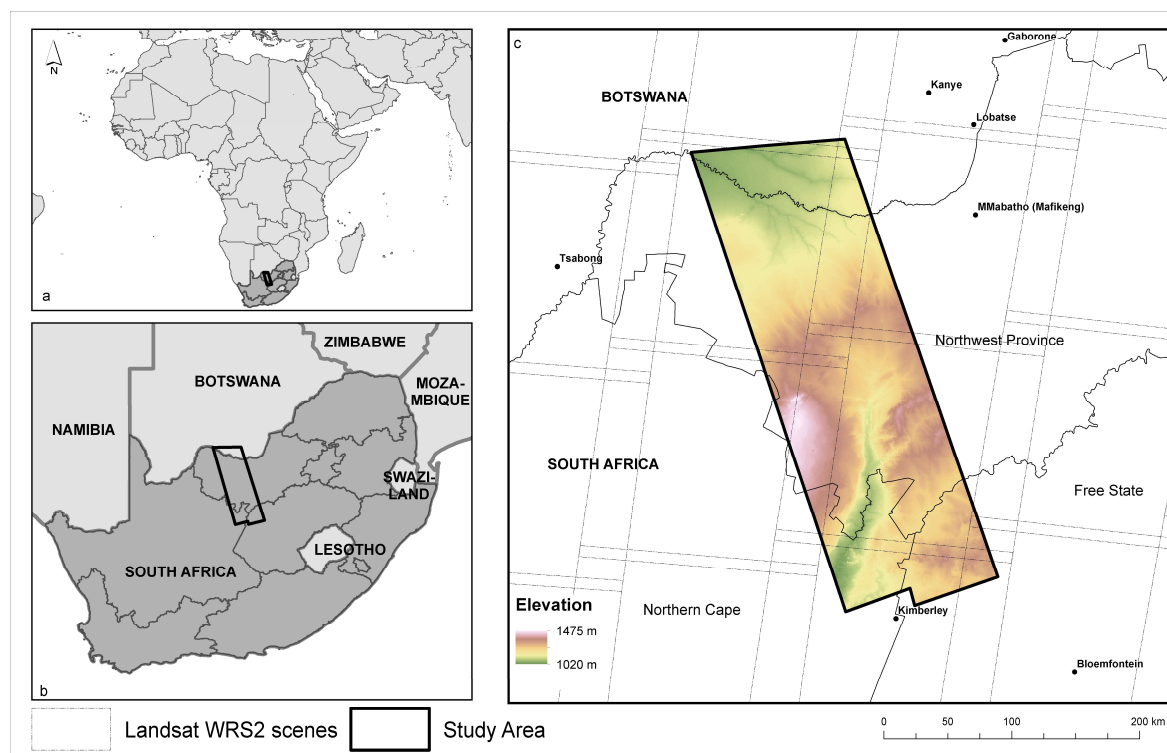 N
a
ZIMBABWE
BOTSWANA
MOZA-
MBIQUE
NAMIBIA
SWAZI-
LAND
LESOTHO
SOUTH AFRICA
b
c
Gaborone
Kanye
BOTSWANA
Lobatse
MMabatho (Mafikeng)
Tsabong
Northwest Province
SOUTH AFRICA
Free State
Elevation
1475 m
1020 m
Northern Cape
Kimberley
Bloemfontein
Landsat WRS2 scenes
Study Area
0 50 100 200 km